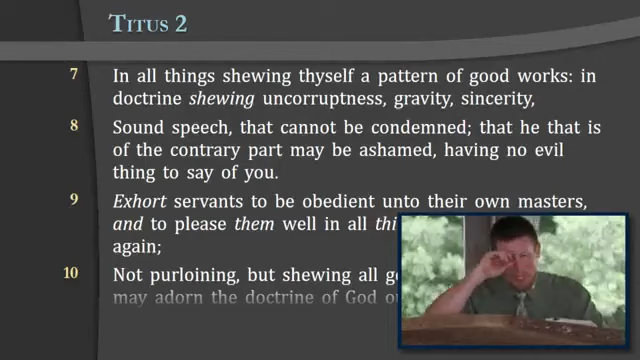 Titus 2
7 In all things shewing thyself a pattern of good works: in
doctrine shewing uncorruptness, gravity, sincerity,
8 Sound speech, that cannot be condemned; that he that is
of the contrary part may be ashamed, having no evil
thing to say of you.
9 Exhort servants to be obedient unto their own masters,
and to please them well in all
again;
10 Not purloining, but shewing all
may adorn the doctrine of God